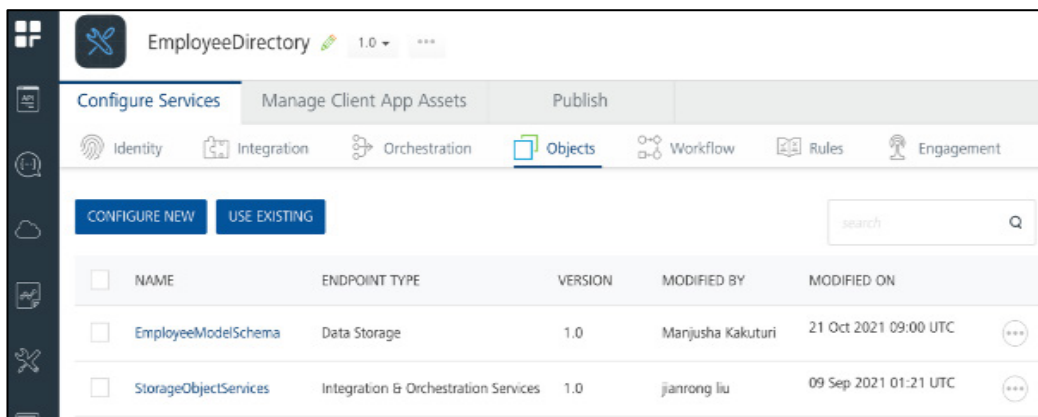 EmployeeDirectory 1.0 ...
Configure Services Manage Client App Assets Publish
API
Identity Integration Orchestration Objects Workflow Rules Engagement
CONFIGURE NEW USE EXISTING search
NAME ENDPOINT TYPE VERSION MODIFIED BY MODIFIED ON
EmployeeModelSchema Data Storage 1.0 Manjusha Kakuturi 21 Oct 2021 09:00 UTC
StorageObjectServices Integration & Orchestration Services 1.0 jianrong liu 09 Sep 2021 01:21 UTC